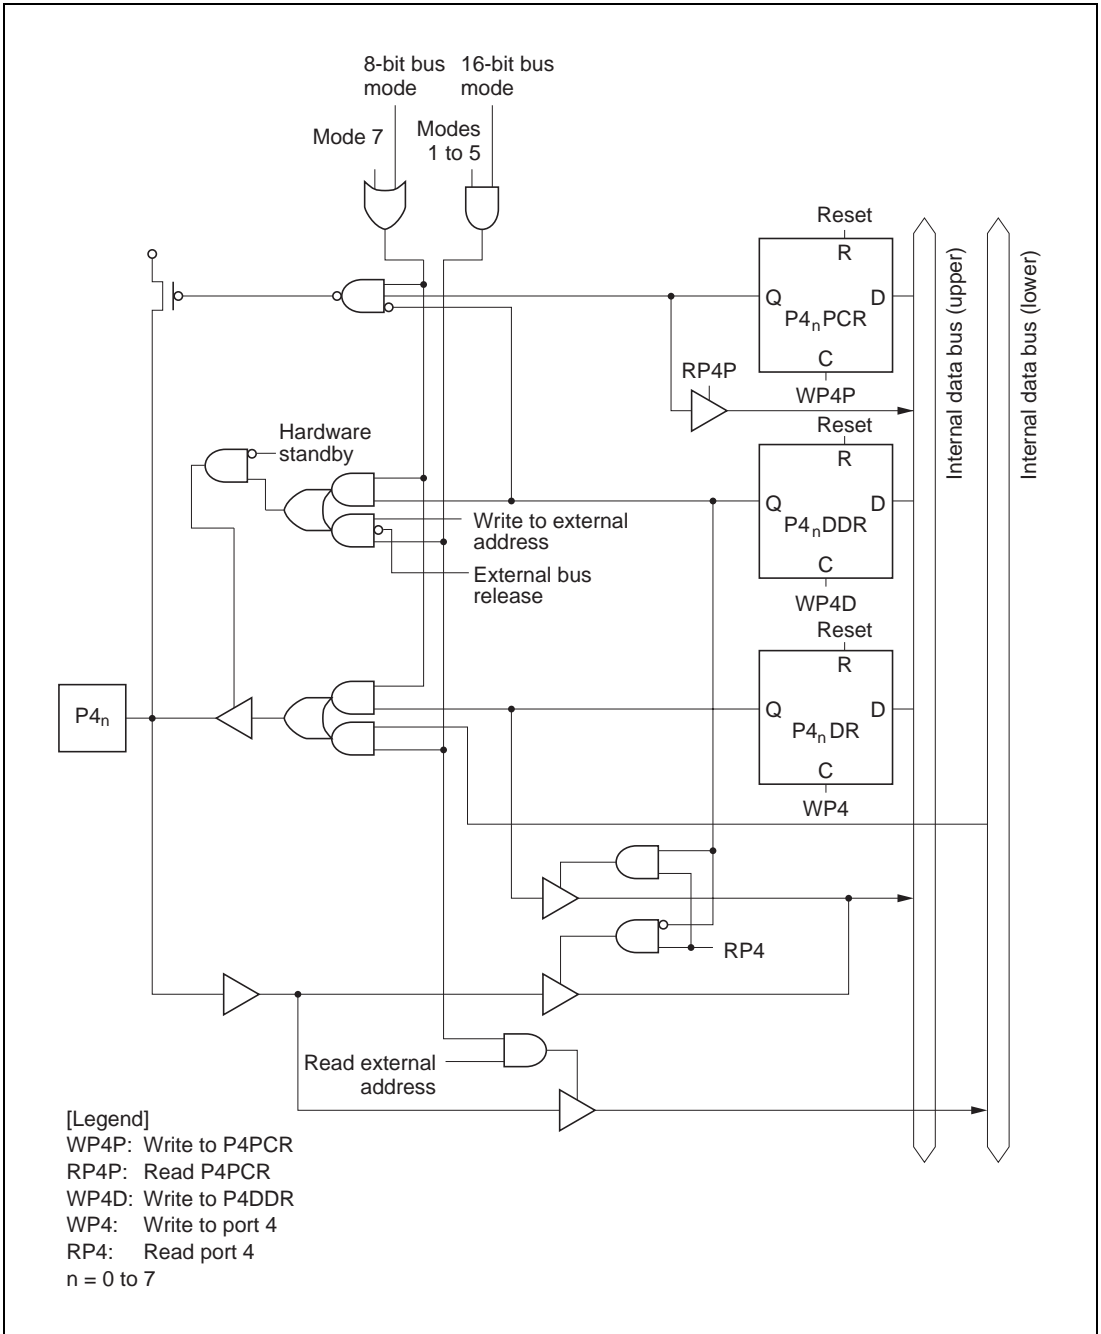 8-bit bus
mode
16-bit bus
mode
Mode 7
Modes
1 to 5
Reset
R
Q
D
P4nPCR
C
WP4P
RP4P
Internal data bus (upper)
Internal data bus (lower)
Hardware
standby
Reset
R
Q
D
P4nDDR
C
WP4D
Write to external
address
External bus
release
Reset
R
Q
D
P4nDR
C
WP4
P4n
RP4
Read external
address
[Legend]
WP4P: Write to P4PCR
RP4P: Read P4PCR
WP4D: Write to P4DDR
WP4: Write to port 4
RP4: Read port 4
n = 0 to 7